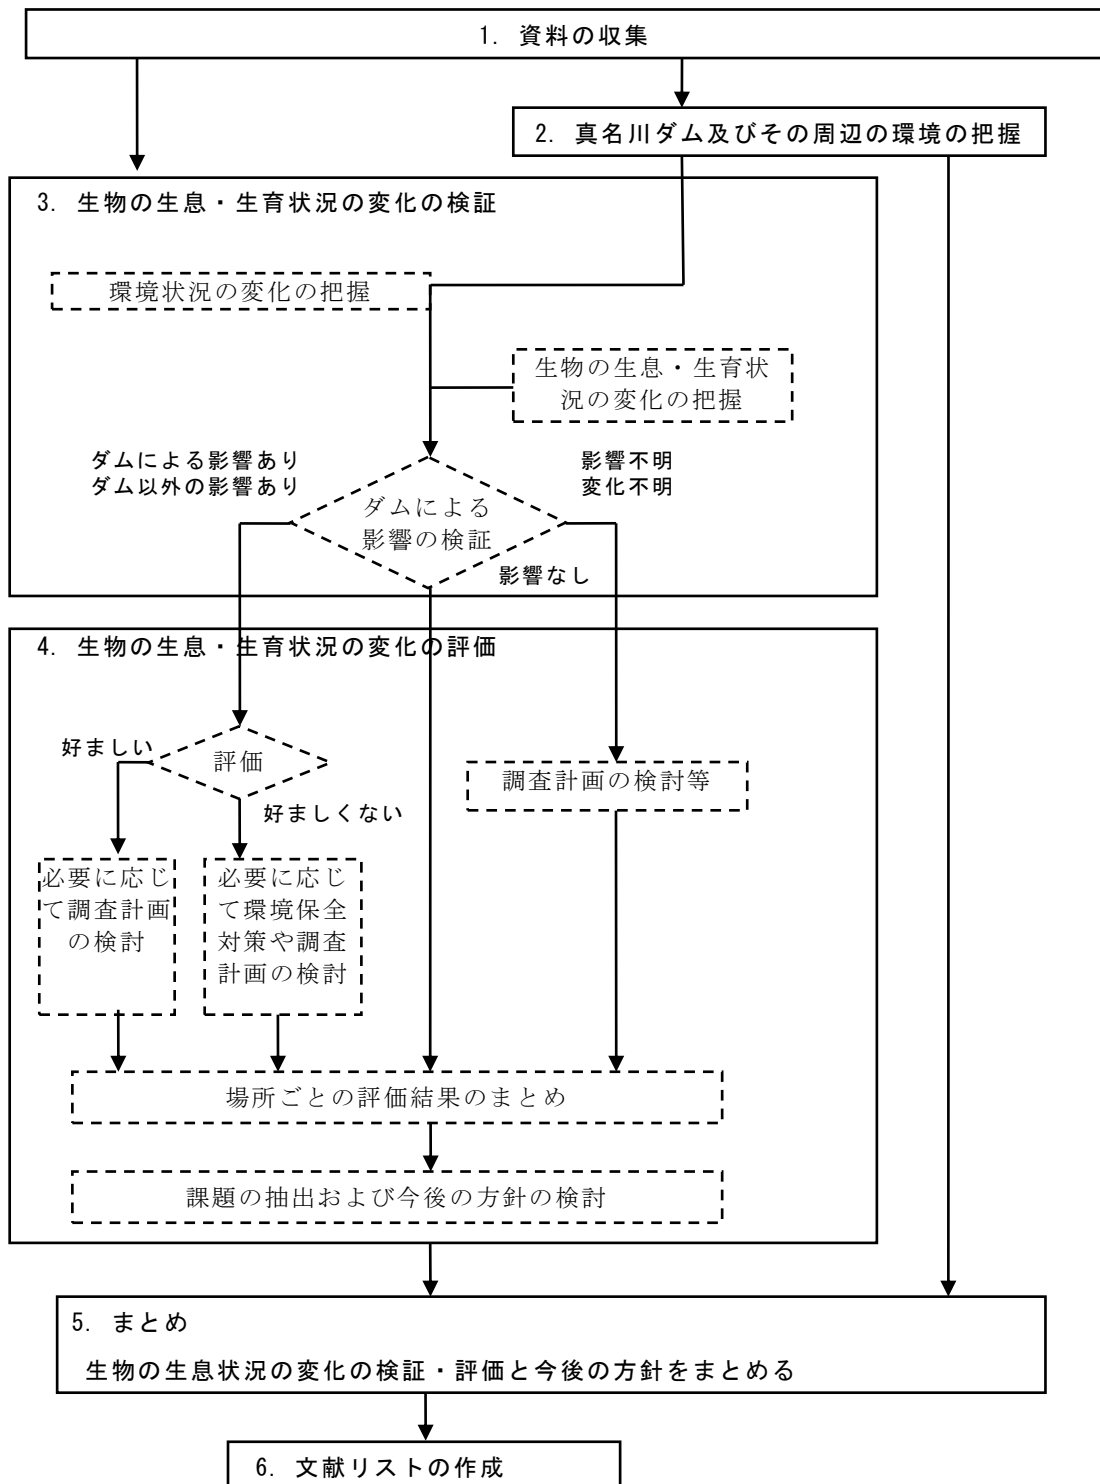 1. 資料の収集
2. 真名川ダム及びその周辺の環境の把握
3. 生物の生息・生育状況の変化の検証
環境状況の変化の把握
生物の生息・生育状
況の変化の把握
ダムによる影響あり
ダム以外の影響あり
影響不明
変化不明
ダムによる
影響の検証
影響なし
4. 生物の生息・生育状況の変化の評価
好ましい
評価
好ましくない
調査計画の検討等
必要に応じ
て調査計画
の検討
必要に応じ
て環境保全
対策や調査
計画の検討
場所ごとの評価結果のまとめ
課題の抽出および今後の方針の検討
5. まとめ
生物の生息状況の変化の検証・評価と今後の方針をまとめる
6. 文献リストの作成